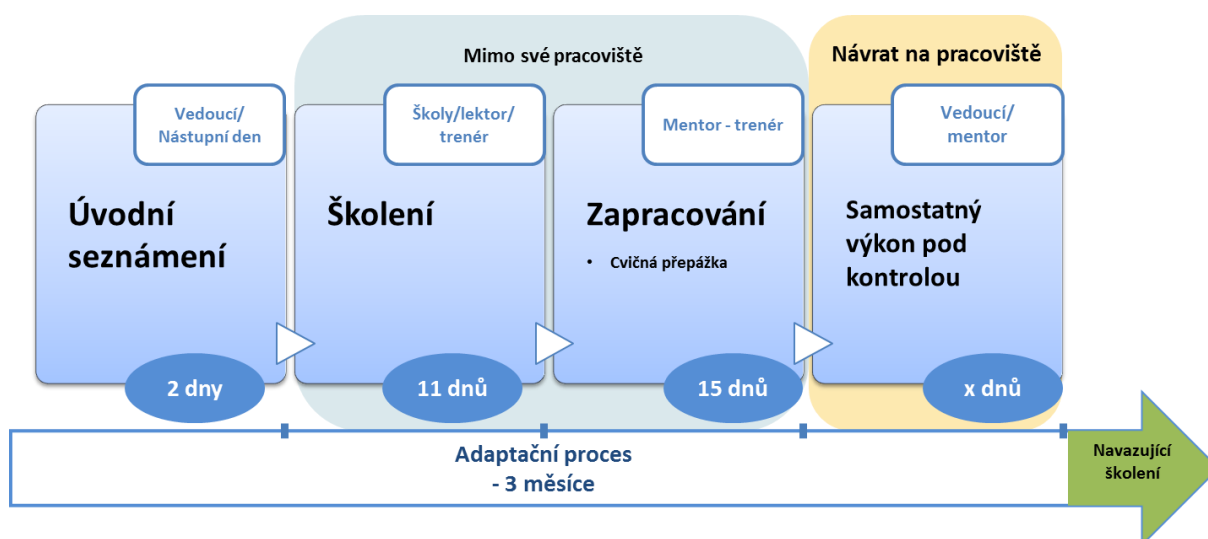 Mimo své pracoviště
Návrat na pracoviště
Vedoucí/
Nástupní den
Úvodní
seznámení
2 dny
Školy/lektor/
trenér
Školení
11 dnů
Mentor - trenér
Zapracování
• Cvičná přepážka
15 dnů
Vedoucí/
mentor
Samostatný
výkon pod
kontrolou
x dnů
Adaptační proces
- 3 měsíce
Navazující
školení